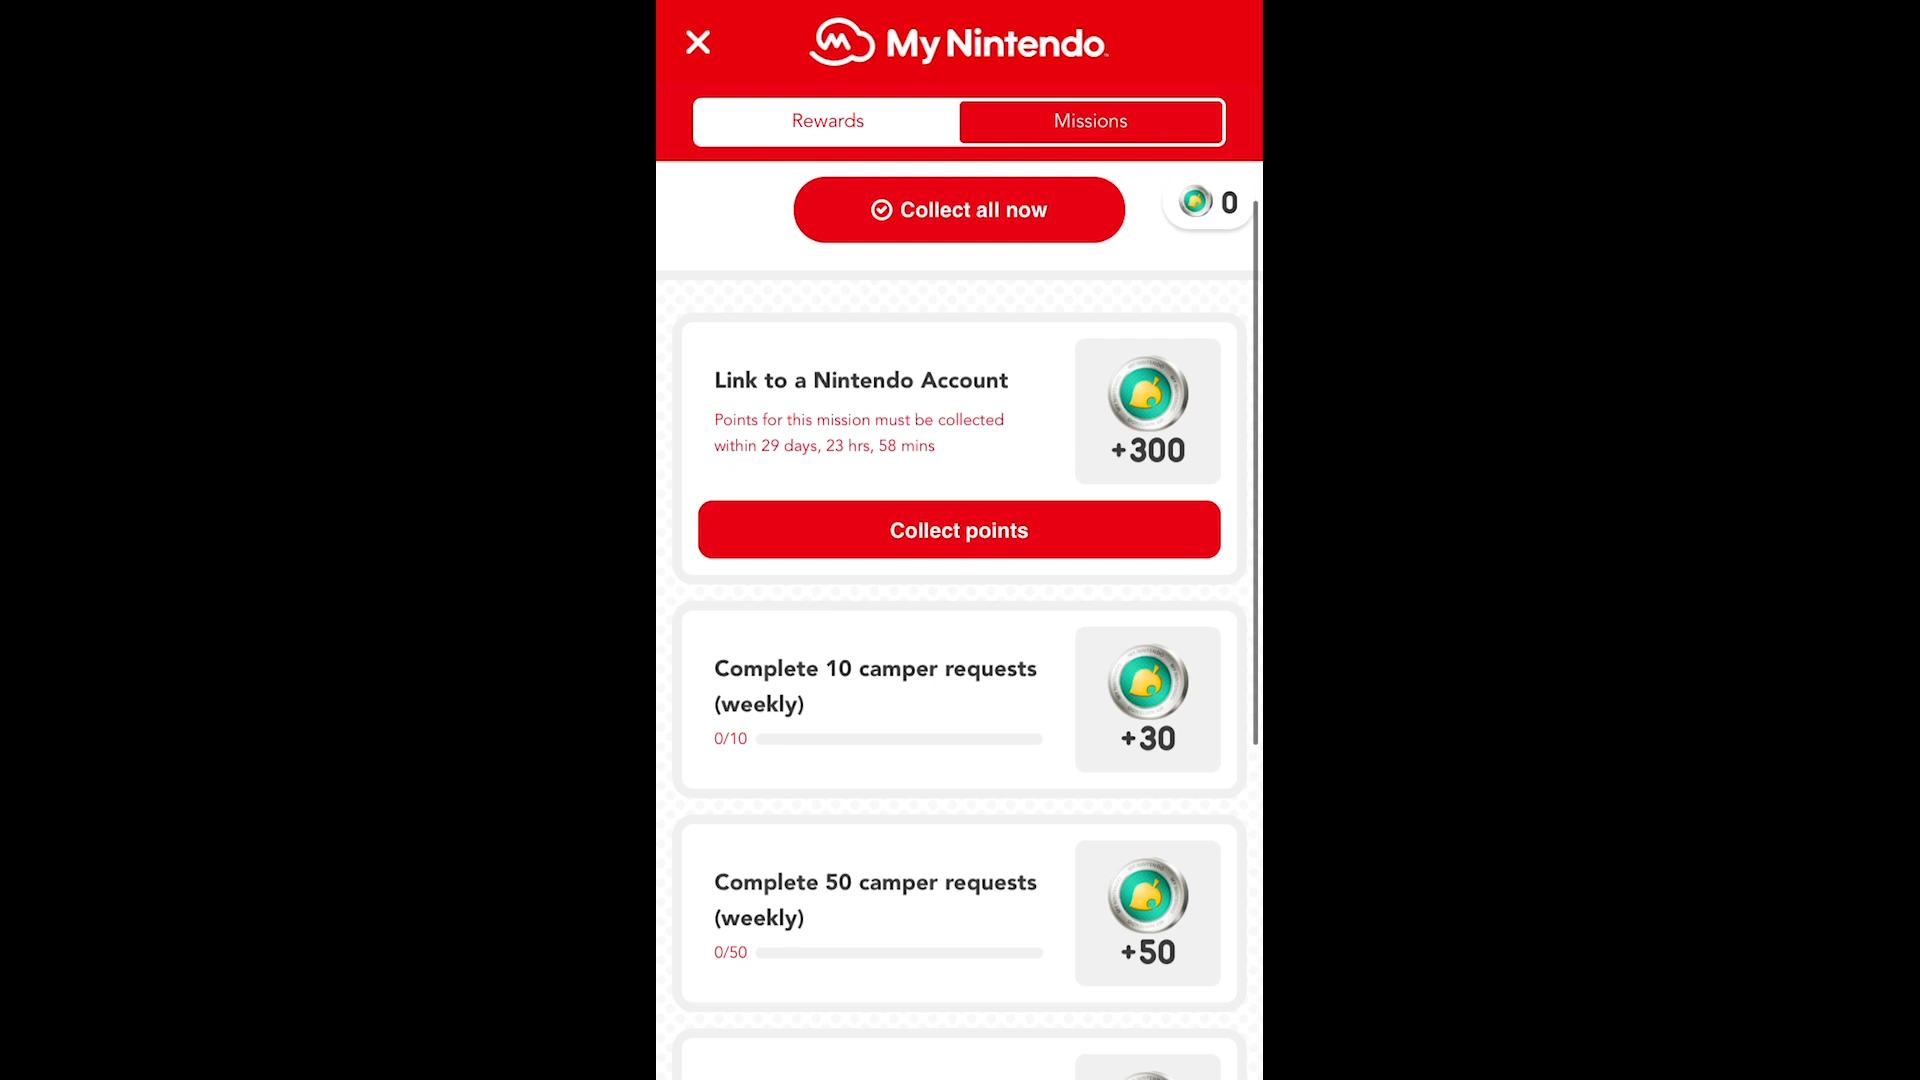 My Nintendo
Rewards
Missions
Collect all now
0
Link to a Nintendo Account
Points for this mission must be collected
within 29 days, 23 hrs, 58 mins
+300
Collect points
Complete 10 camper requests
(weekly)
0/10
+30
Complete 50 camper requests
(weekly)
0/50
+50